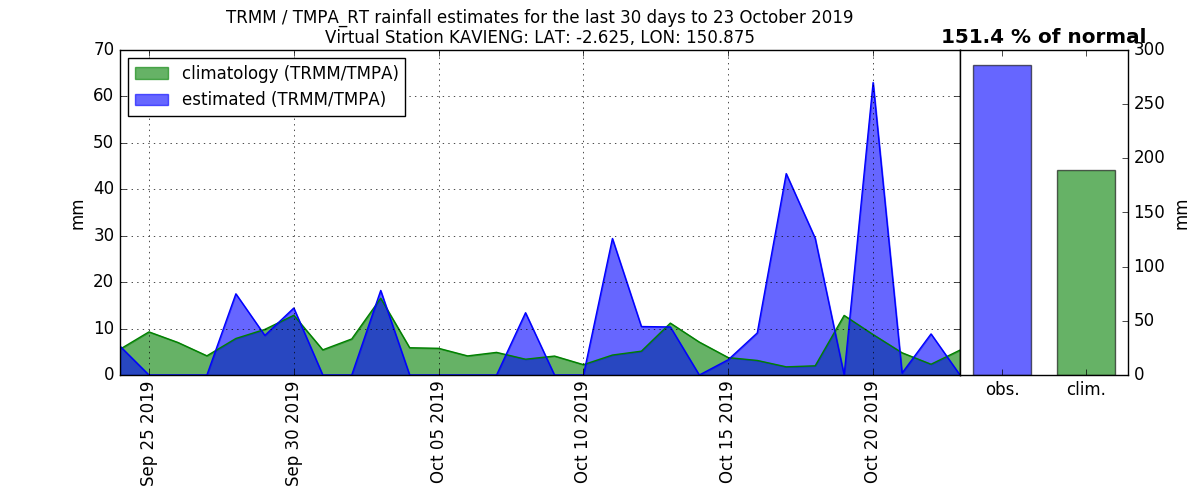 TRMM / TMPA_RT rainfall estimates for the last 30 days to 23 October 2019
Virtual Station KAVIENG: LAT: -2.625, LON: 150.875
151.4 % of normal
climatology (TRMM/TMPA)
estimated (TRMM/TMPA)
mm
70
60
50
40
30
20
10
0
Sep 25 2019
Sep 30 2019
Oct 05 2019
Oct 10 2019
Oct 15 2019
Oct 20 2019
obs.
clim.
300
250
200
150
100
50
0
mm